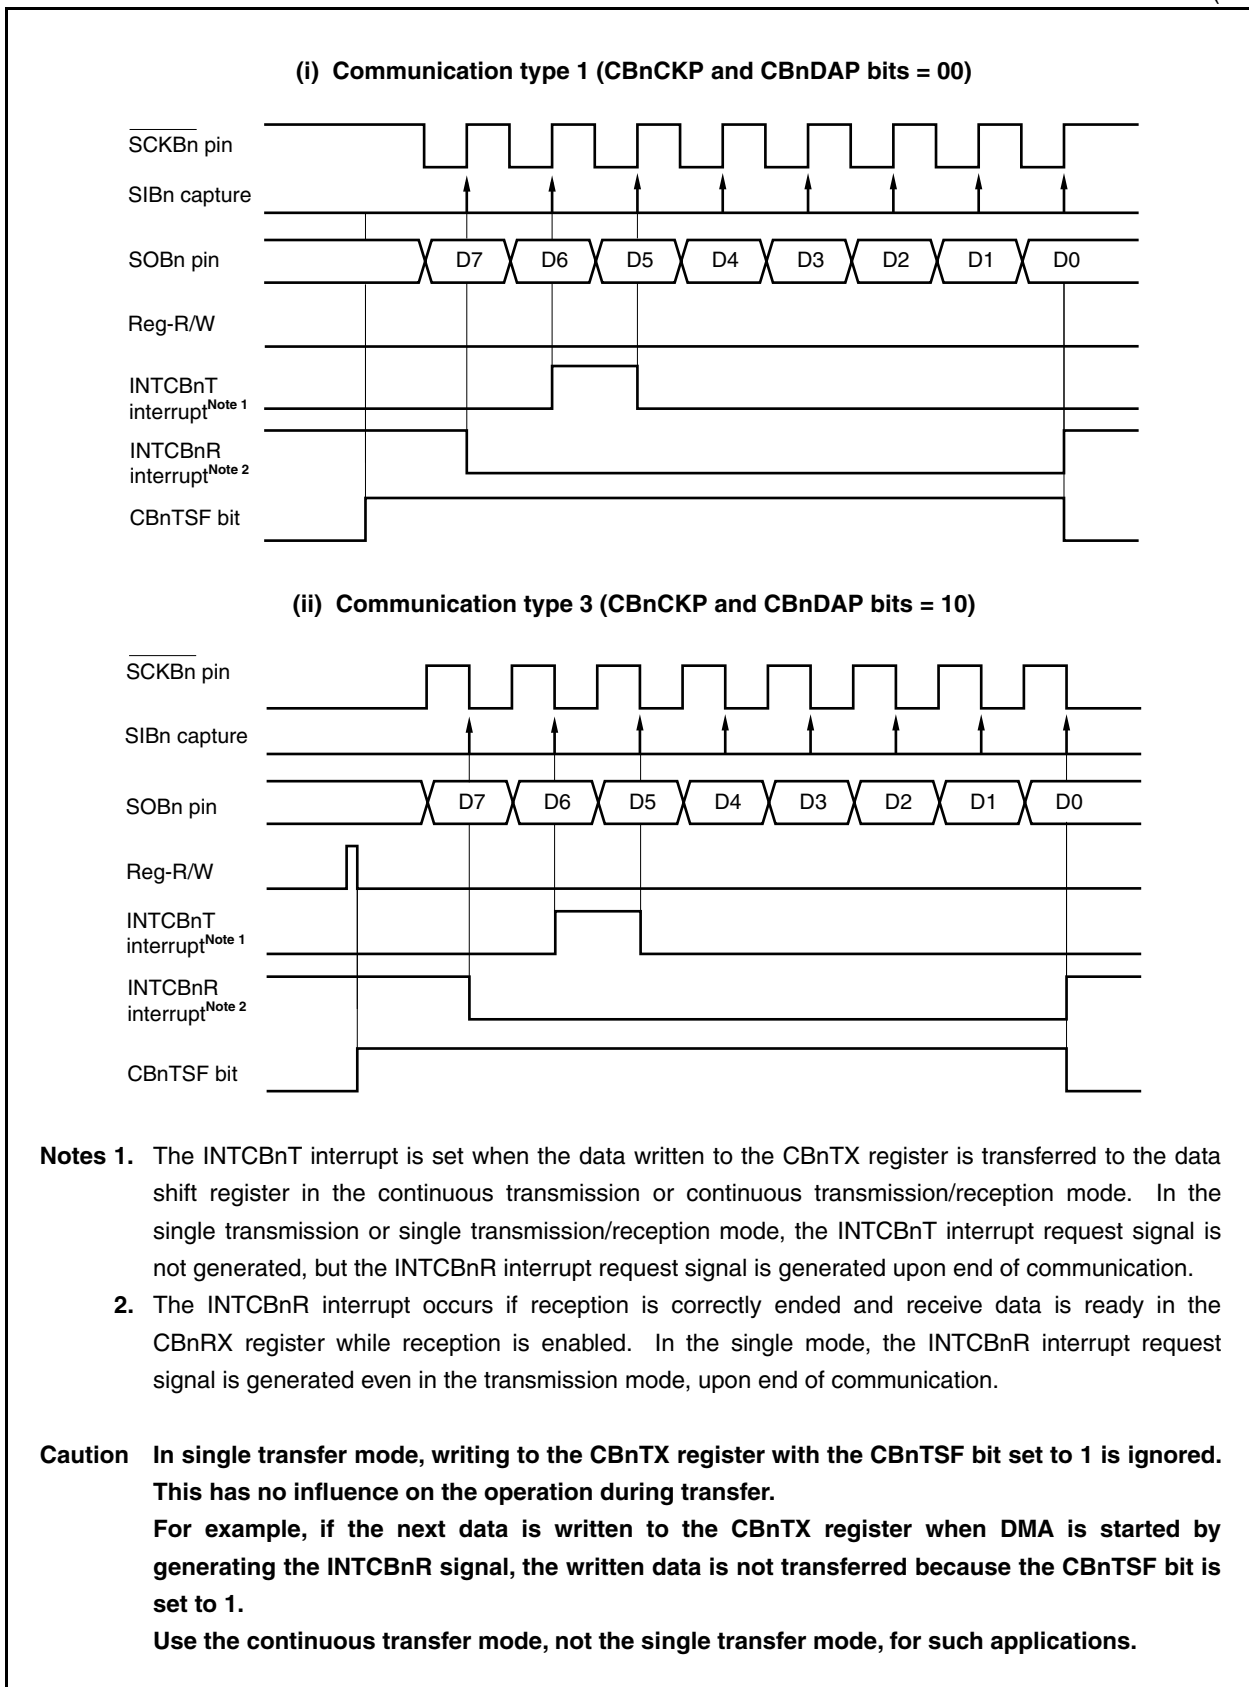 (i) Communication type 1 (CBnCKP and CBnDAP bits = 00)
SCKBn pin
SIBn capture
SOBn pin D7 D6 D5 D4 D3 D2 D1 D0
Reg-R/W
INTCBnT
interruptNote 1
INTCBnR
interruptNote 2
CBnTSF bit
(ii) Communication type 3 (CBnCKP and CBnDAP bits = 10)
SCKBn pin
SIBn capture
SOBn pin D7 D6 D5 D4 D3 D2 D1 D0
Reg-R/W
INTCBnT
interruptNote 1
INTCBnR
interruptNote 2
CBnTSF bit
Notes 1. The INTCBnT interrupt is set when the data written to the CBnTX register is transferred to the data
shift register in the continuous transmission or continuous transmission/reception mode. In the
single transmission or single transmission/reception mode, the INTCBnT interrupt request signal is
not generated, but the INTCBnR interrupt request signal is generated upon end of communication.
2. The INTCBnR interrupt occurs if reception is correctly ended and receive data is ready in the
CBnRX register while reception is enabled. In the single mode, the INTCBnR interrupt request
signal is generated even in the transmission mode, upon end of communication.
Caution In single transfer mode, writing to the CBnTX register with the CBnTSF bit set to 1 is ignored.
This has no influence on the operation during transfer.
For example, if the next data is written to the CBnTX register when DMA is started by
generating the INTCBnR signal, the written data is not transferred because the CBnTSF bit is
set to 1.
Use the continuous transfer mode, not the single transfer mode, for such applications.